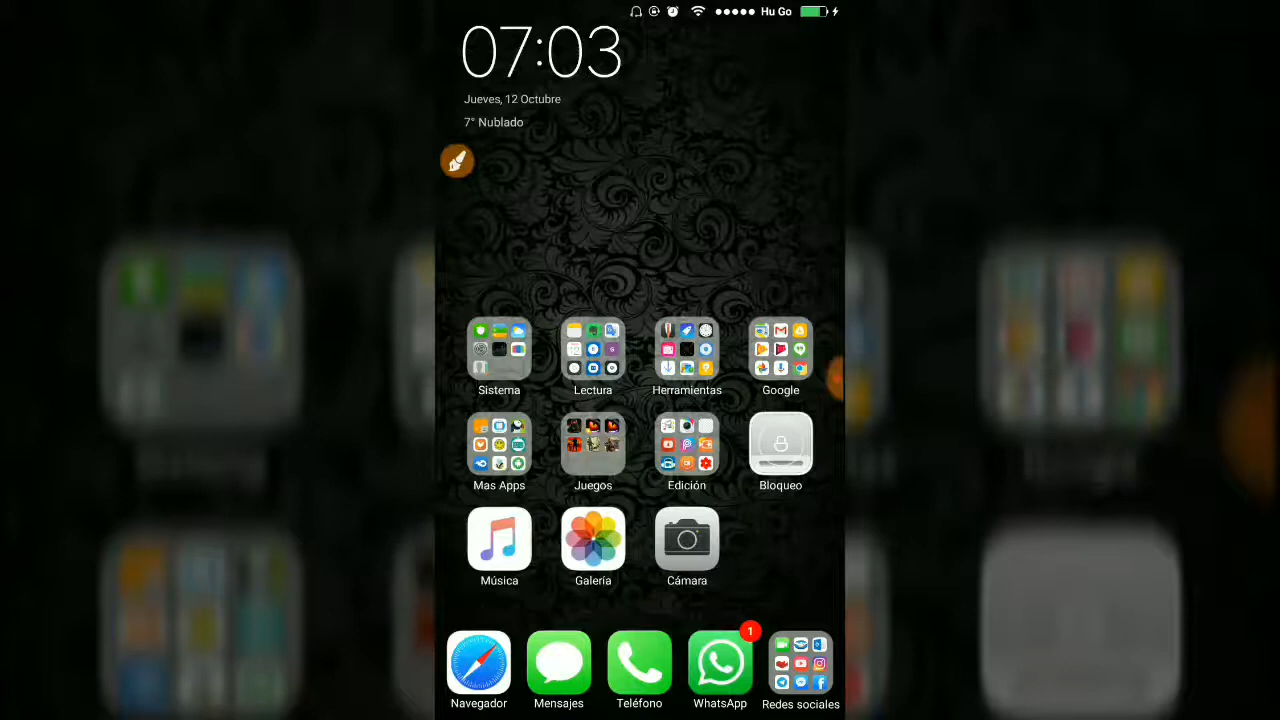 Hu Go
07:03
Jueves, 12 Octubre
7° Nublado
Sistema
Lectura
Herramientas
Google
Mas Apps
Juegos
Edición
Bloqueo
Música
Galería
Cámara
1
Navegador
Mensajes
Teléfono
WhatsApp
Redes sociales